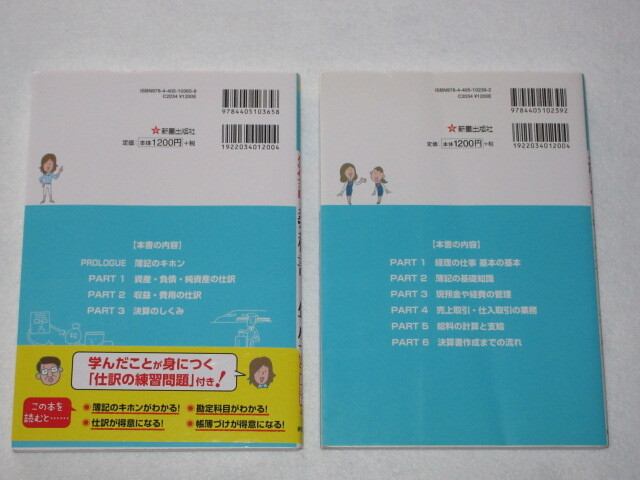 ISBN978-4-405-10365-8
C2034 ¥1200E
9784405103658
新星出版社
定価 本体1200円+税
1922034012004
【本書の内容】
PROLOGUE 簿記のキホン
PART 1 資産・負債・純資産の仕訳
PART 2 収益・費用の仕訳
PART 3 決算のしくみ
学んだことが身につく
「仕訳の練習問題」付き!
この本を
読むと……
簿記のキホンがわかる!
勘定科目がわかる!
仕訳が得意になる!
帳簿づけが得意になる!
ISBN978-4-405-10239-2
C2034 ¥1200E
9784405102392
新星出版社
定価 本体1200円+税
1922034012004
【本書の内容】
PART 1 経理の仕事 基本の基本
PART 2 簿記の基礎知識
PART 3 現預金や経費の管理
PART 4 売上取引・仕入取引の業務
PART 5 給料の計算と支給
PART 6 決算書作成までの流れ